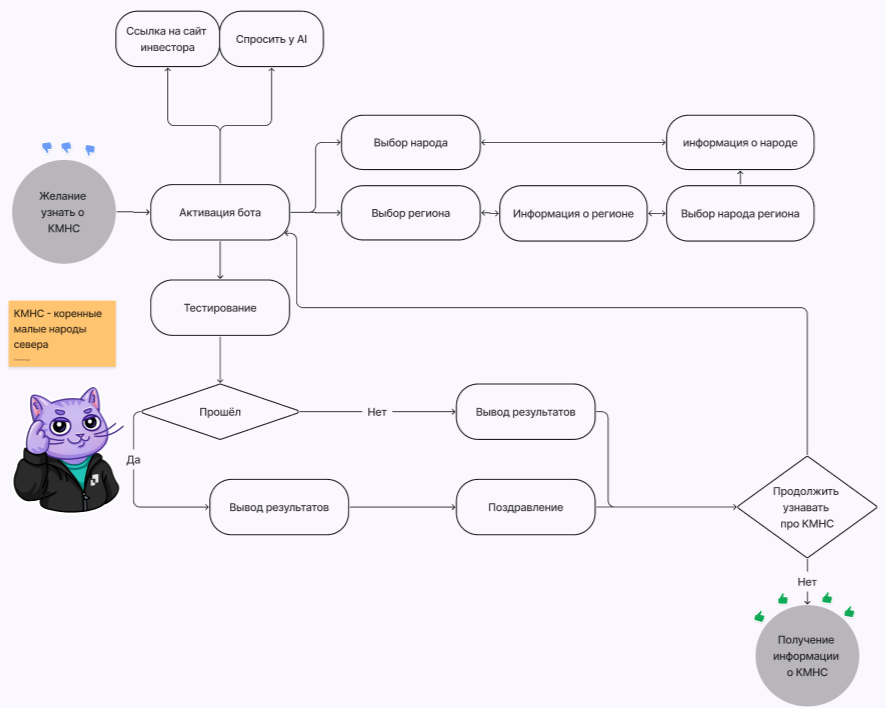 Ссылка на сайт
инвестора
Спросить у AI
Выбор народа
информация о народе
Желание
узнать о
КМНС
Активация бота
Выбор региона
Информация о регионе
Выбор народа региона
КМНС - коренные
малые народы
севера
Тестирование
Прошёл
Нет
Вывод результатов
Да
Вывод результатов
Поздравление
Продолжить
узнавать
про КМНС
Нет
Получение
информации
о КМНС